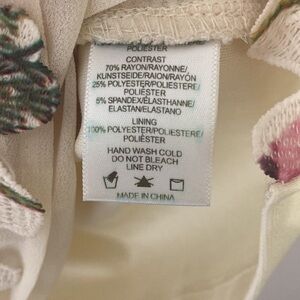 POLIESTER
CONTRAST
70% RAYON/RAYONNE/
KUNSTSEIDE/RAION/RAYÓN
25% POLYESTER/POLIESTERE/
POLIÉSTER
5% SPANDEX/ÉLASTHANNE/
ELASTAN/ELASTANO
LINING
100% POLYESTER/POLIESTERE/
POLIÉSTER
HAND WASH COLD
DO NOT BLEACH
LINE DRY
MADE IN CHINA